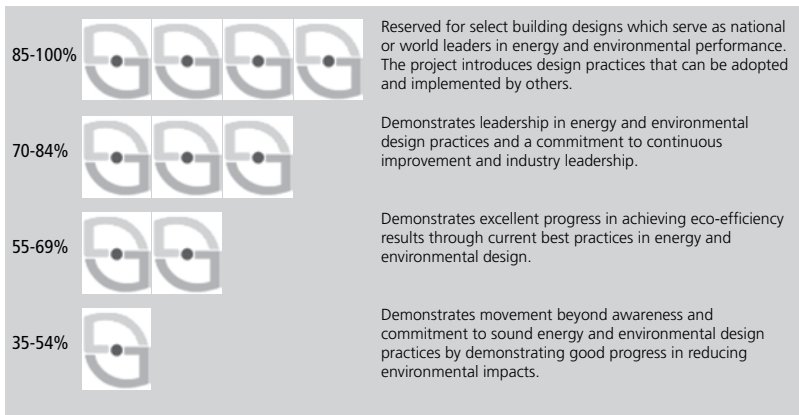 85-100%
Reserved for select building designs which serve as national
or world leaders in energy and environmental performance.
The project introduces design practices that can be adopted
and implemented by others.
70-84%
Demonstrates leadership in energy and environmental
design practices and a commitment to continuous
improvement and industry leadership.
55-69%
Demonstrates excellent progress in achieving eco-efficiency
results through current best practices in energy and
environmental design.
35-54%
Demonstrates movement beyond awareness and
commitment to sound energy and environmental design
practices by demonstrating good progress in reducing
environmental impacts.